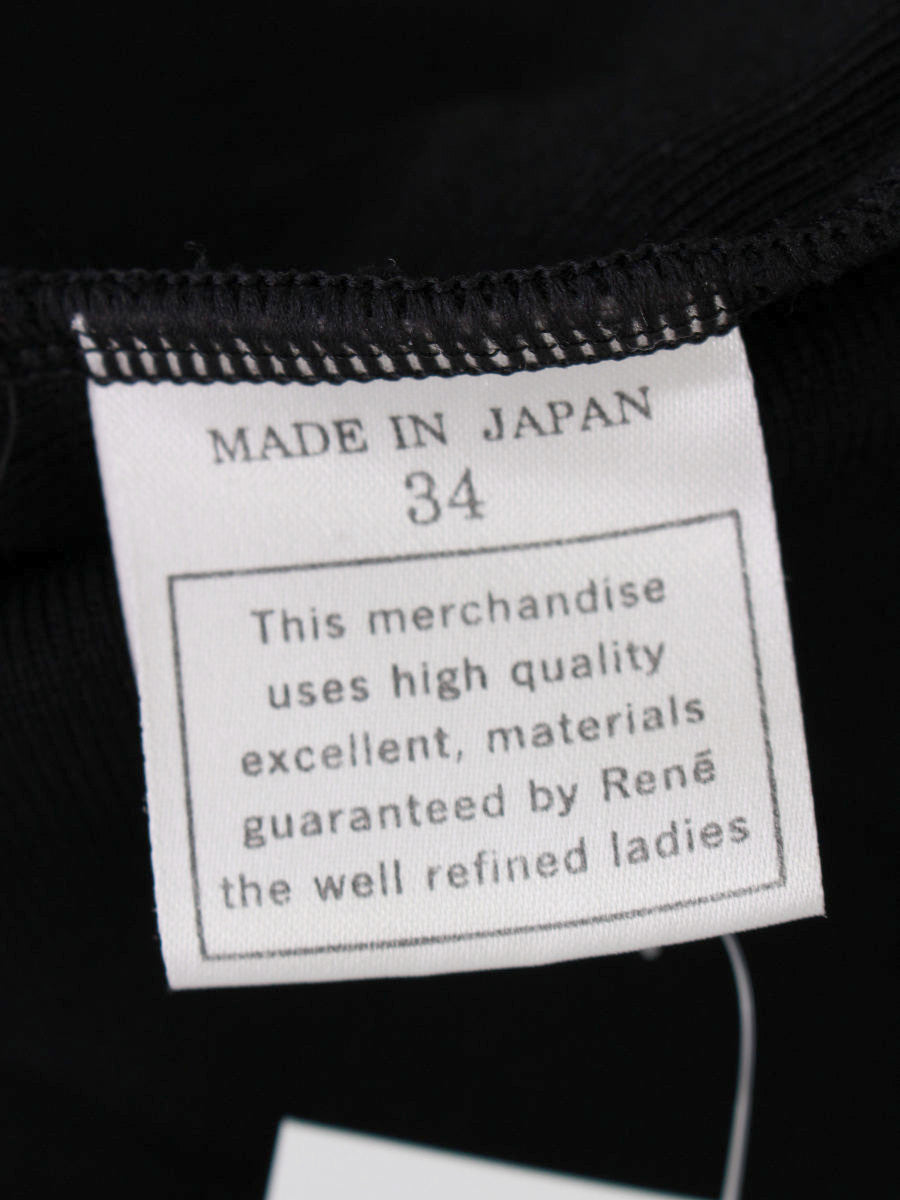 MADE IN JAPAN
34
This merchandise
uses high quality
excellent, materials
guaranteed by Renē
the well refined ladies